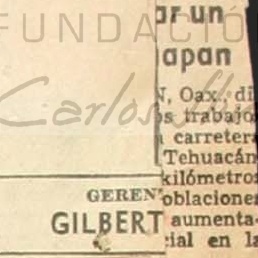 FUNDACIÓ
Carlos
GEREN
GILBERT
ar un
apan
N, Oax., di
s trabajo
a carretera
Tehuacán
kilómetros
oblaciones
aumenta-
cial en la